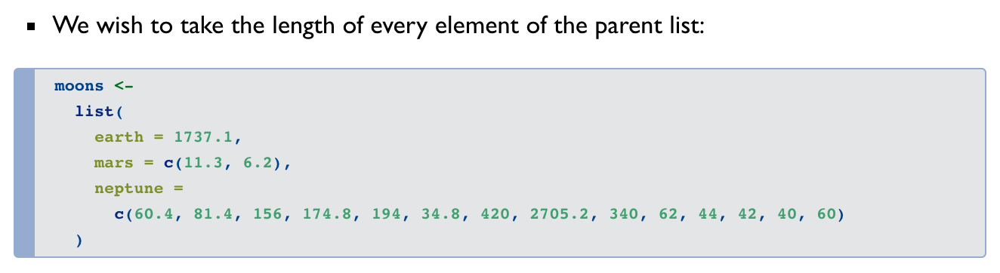 ▪ We wish to take the length of every element of the parent list:
moons <-
  list(
    earth = 1737.1,
    mars = c(11.3, 6.2),
    neptune =
      c(60.4, 81.4, 156, 174.8, 194, 34.8, 420, 2705.2, 340, 62, 44, 42, 40, 60)
  )